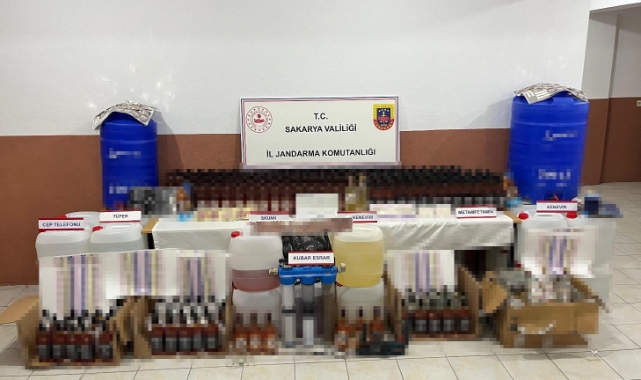 T.C.
SAKARYA VALİLİĞİ
İL JANDARMA KOMUTANLIĞI
CEP TELEFONU
TÜFEK
SKUNK
KENEVİR
METAMFETAMİN
KENEVİR
KUBAR ESRAR